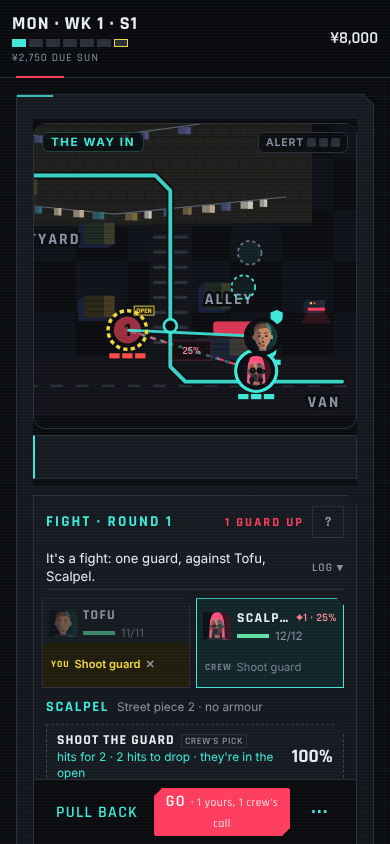 MON · WK 1 · S1
¥8,000
¥2,750 DUE SUN
THE WAY IN
ALERT
YARD
OPEN
ALLEY
1
25%
VAN
FIGHT · ROUND 1
1 GUARD UP
?
It's a fight: one guard, against Tofu,
Scalpel.
LOG ▼
TOFU
11/11
YOU Shoot guard ✕
SCALP… ✦1 · 25%
12/12
CREW Shoot guard
SCALPEL Street piece 2 · no armour
SHOOT THE GUARD CREW'S PICK
hits for 2 · 2 hits to drop · they're in the
open
100%
PULL BACK
GO · 1 yours, 1 crew's
call
···